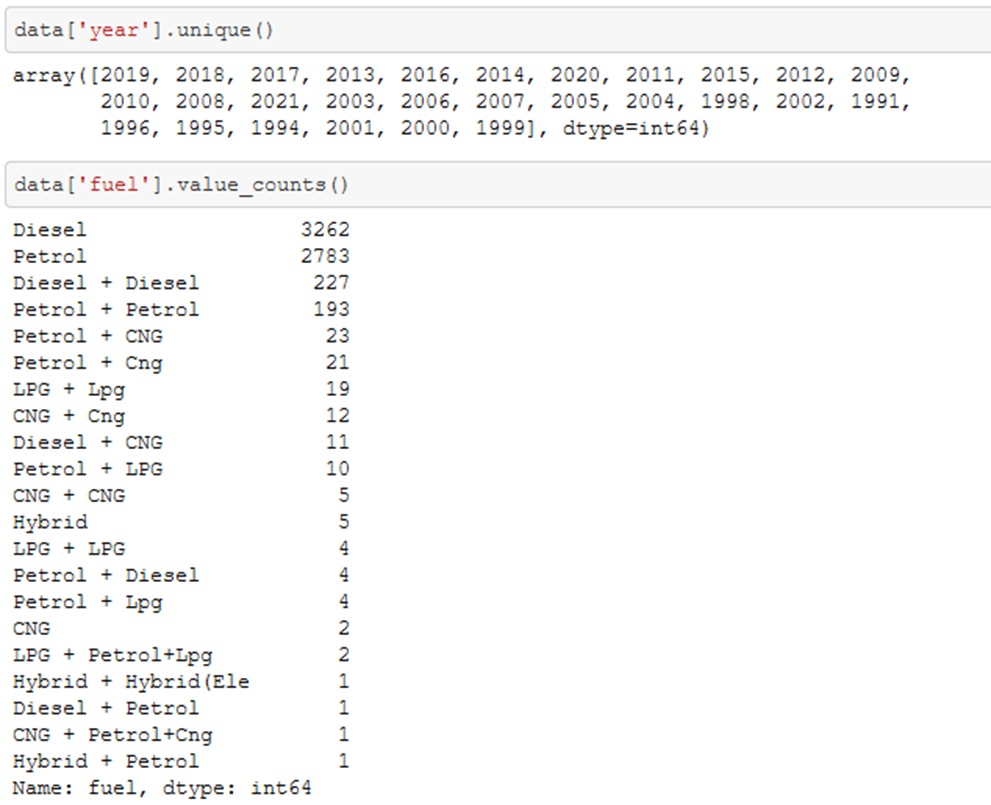 data['year'].unique()
array([2019, 2018, 2017, 2013, 2016, 2014, 2020, 2011, 2015, 2012, 2009,
       2010, 2008, 2021, 2003, 2006, 2007, 2005, 2004, 1998, 2002, 1991,
       1996, 1995, 1994, 2001, 2000, 1999], dtype=int64)
data['fuel'].value_counts()
Diesel                 3262
Petrol                 2783
Diesel + Diesel         227
Petrol + Petrol         193
Petrol + CNG             23
Petrol + Cng             21
LPG + Lpg                19
CNG + Cng                12
Diesel + CNG             11
Petrol + LPG             10
CNG + CNG                 5
Hybrid                    5
LPG + LPG                 4
Petrol + Diesel           4
Petrol + Lpg              4
CNG                       2
LPG + Petrol+Lpg          2
Hybrid + Hybrid(Ele       1
Diesel + Petrol           1
CNG + Petrol+Cng          1
Hybrid + Petrol           1
Name: fuel, dtype: int64